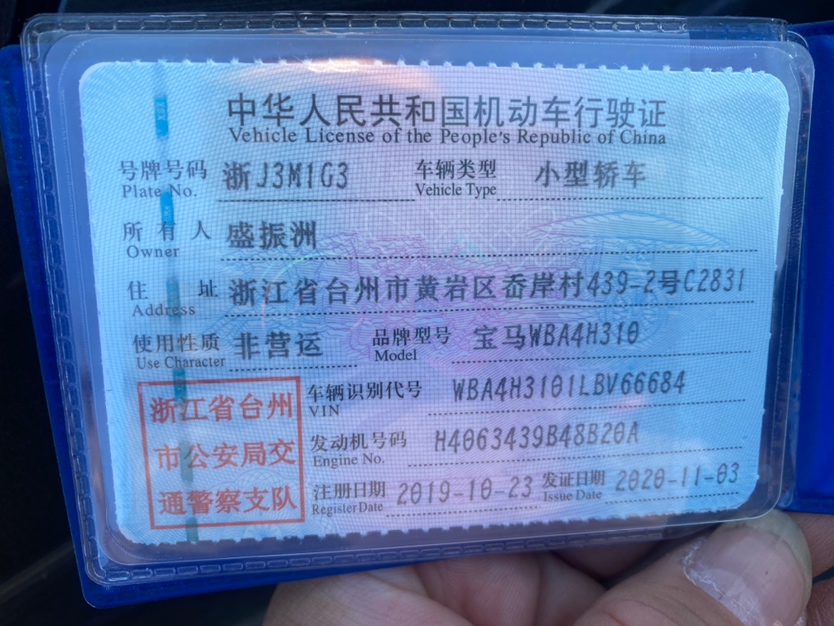 中华人民共和国机动车行驶证
Vehicle License of the People's Republic of China
号牌号码 浙J3M1G3 车辆类型 小型轿车
Plate No. Vehicle Type
所有人 盛振洲
Owner
住址 浙江省台州市黄岩区岙岸村439-2号C2831
Address
使用性质 非营运 品牌型号 宝马WBA4H310
Use Character Model
浙江省台州
市公安局交
通警察支队
车辆识别代号 WBA4H3101LBV66684
VIN
发动机号码 H4063439B48B20A
Engine No.
注册日期 2019-10-23 发证日期 2020-11-03
Register Date Issue Date